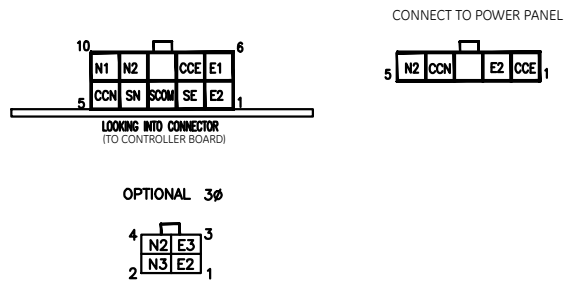 CONNECT TO POWER PANEL
10 6
N1 N2 CCE E1
CCN SN SCOM SE E2
5 1
LOOKING INTO CONNECTOR
(TO CONTROLLER BOARD)
5 N2 CCN E2 CCE 1
OPTIONAL 3ø
4 N2 E3 3
2 N3 E2 1